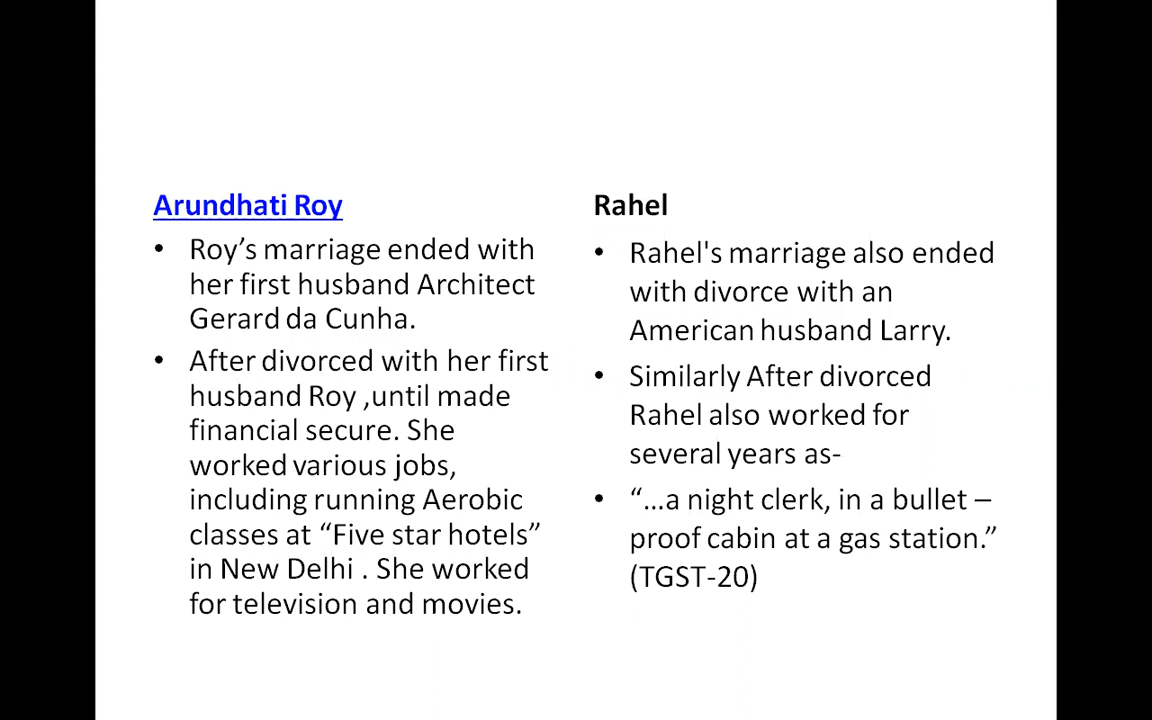 Arundhati Roy
• Roy’s marriage ended with
her first husband Architect
Gerard da Cunha.
• After divorced with her first
husband Roy ,until made
financial secure. She
worked various jobs,
including running Aerobic
classes at “Five star hotels”
in New Delhi . She worked
for television and movies.
Rahel
• Rahel's marriage also ended
with divorce with an
American husband Larry.
• Similarly After divorced
Rahel also worked for
several years as-
• “…a night clerk, in a bullet –
proof cabin at a gas station.”
(TGST-20)